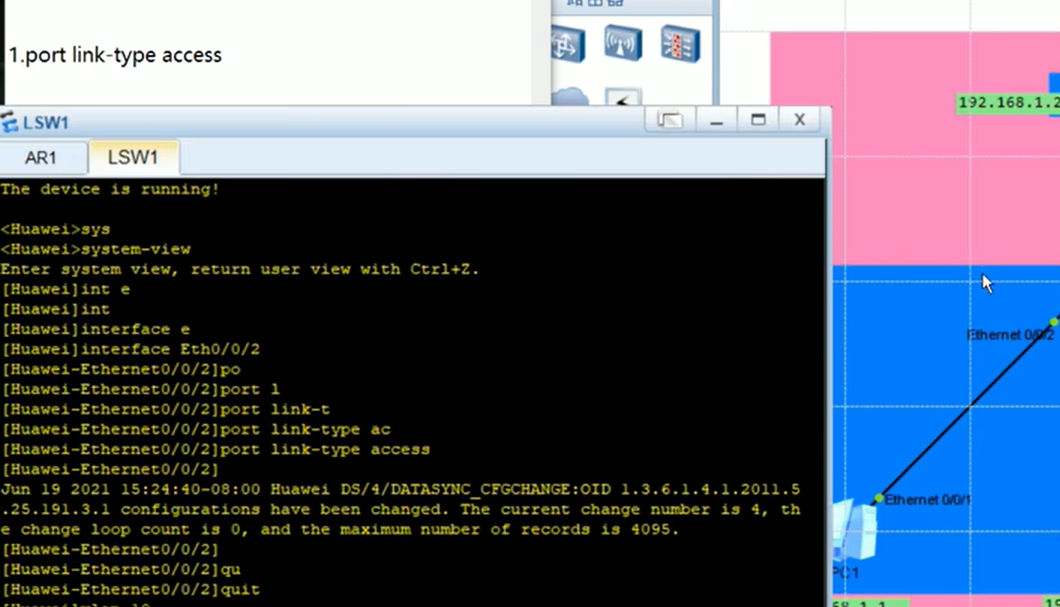 1.port link-type access
LSW1
AR1
LSW1
The device is running!
<Huawei>sys
<Huawei>system-view
Enter system view, return user view with Ctrl+Z.
[Huawei]int e
[Huawei]int
[Huawei]interface e
[Huawei]interface Eth0/0/2
[Huawei-Ethernet0/0/2]po
[Huawei-Ethernet0/0/2]port l
[Huawei-Ethernet0/0/2]port link-t
[Huawei-Ethernet0/0/2]port link-type ac
[Huawei-Ethernet0/0/2]port link-type access
[Huawei-Ethernet0/0/2]
Jun 19 2021 15:24:40-08:00 Huawei DS/4/DATASYNC_CFGCHANGE:OID 1.3.6.1.4.1.2011.5
.25.191.3.1 configurations have been changed. The current change number is 4, th
e change loop count is 0, and the maximum number of records is 4095.
[Huawei-Ethernet0/0/2]
[Huawei-Ethernet0/0/2]qu
[Huawei-Ethernet0/0/2]quit
192.168.1.2
Ethernet 0/0/2
Ethernet 0/0/1
PC1